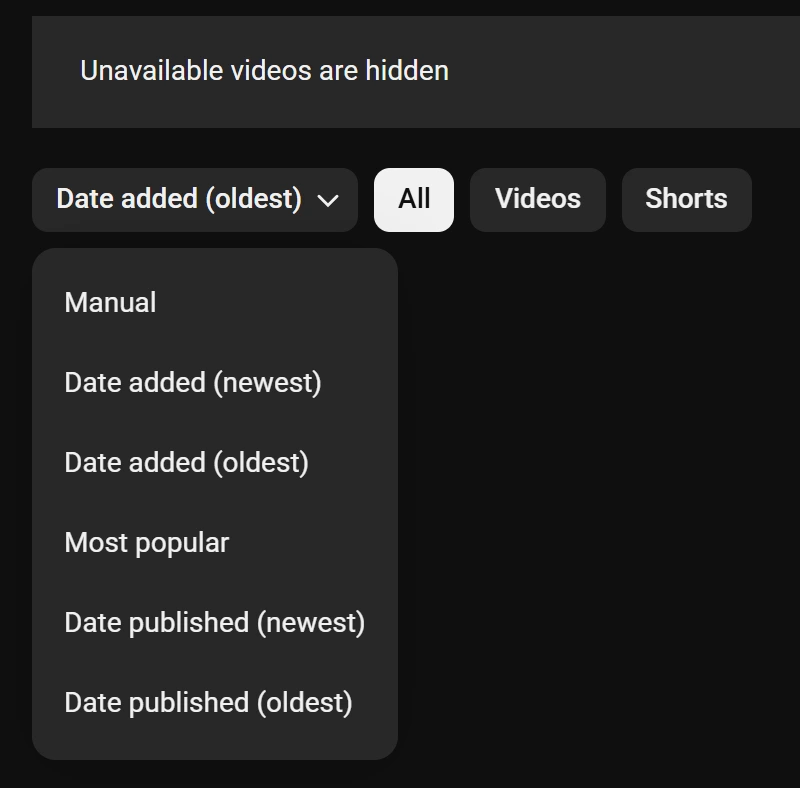 Unavailable videos are hidden
Date added (oldest) All Videos Shorts
Manual
Date added (newest)
Date added (oldest)
Most popular
Date published (newest)
Date published (oldest)